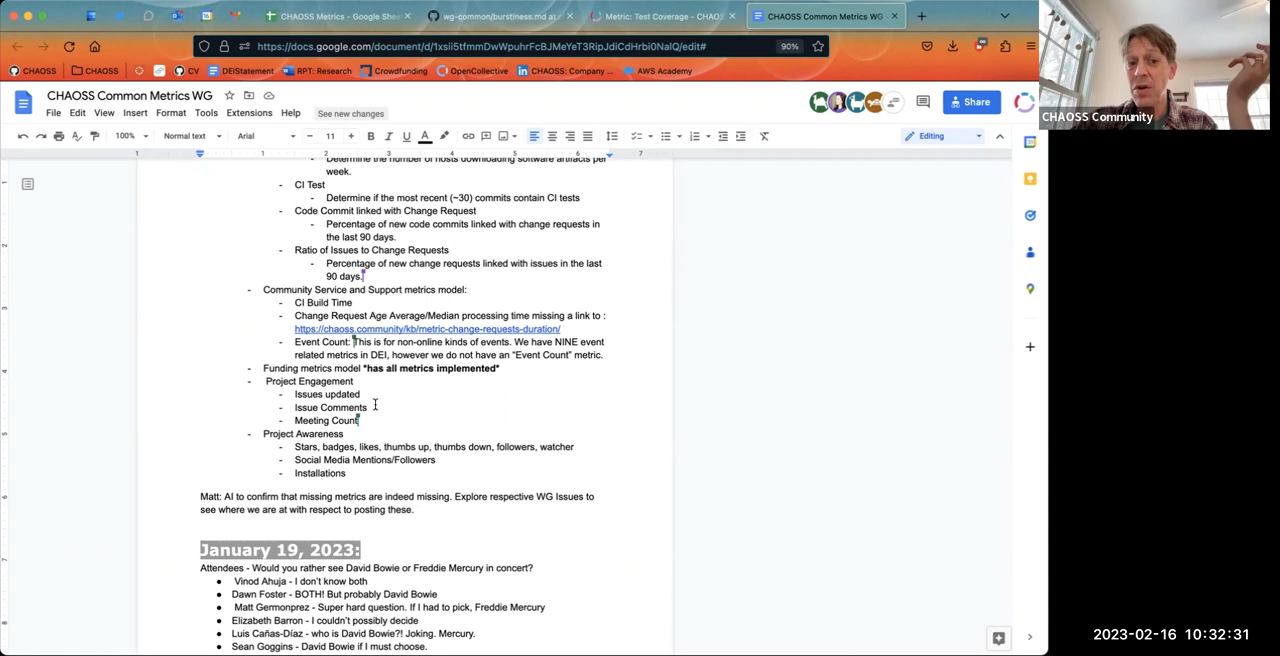 CHAOSS Metrics - Google Shee
wg-common/burstiness.md at
Metric: Test Coverage - CHAO
CHAOSS Common Metrics WG
https://docs.google.com/document/d/1xsii5tfmmDwWpuhrFcBJMeYeT3RipJdiCdHrbi0NaIQ/edit#
90%
CHAOSS
CHAOSS
CV
DEIStatement
RPT: Research
Crowdfunding
OpenCollective
CHAOSS: Company ...
AWS Academy
CHAOSS Common Metrics WG
File Edit View Insert Format Tools Extensions Help
See new changes
Share
CHAOSS Community
100%
Normal text
Arial
11
Editing
Determine the number of hosts downloading software artifacts per
week.
- CI Test
- Determine if the most recent (~30) commits contain CI tests
- Code Commit linked with Change Request
- Percentage of new code commits linked with change requests in
the last 90 days.
- Ratio of Issues to Change Requests
- Percentage of new change requests linked with issues in the last
90 days.
- Community Service and Support metrics model:
- CI Build Time
- Change Request Age Average/Median processing time missing a link to :
https://chaoss.community/kb/metric-change-requests-duration/
- Event Count: This is for non-online kinds of events. We have NINE event
related metrics in DEI, however we do not have an “Event Count” metric.
- Funding metrics model *has all metrics implemented*
- Project Engagement
- Issues updated
- Issue Comments
- Meeting Count
- Project Awareness
- Stars, badges, likes, thumbs up, thumbs down, followers, watcher
- Social Media Mentions/Followers
- Installations
Matt: AI to confirm that missing metrics are indeed missing. Explore respective WG Issues to
see where we are at with respect to posting these.
January 19, 2023:
Attendees - Would you rather see David Bowie or Freddie Mercury in concert?
● Vinod Ahuja - I don’t know both
● Dawn Foster - BOTH! But probably David Bowie
● Matt Germonprez - Super hard question. If I had to pick, Freddie Mercury
● Elizabeth Barron - I couldn’t possibly decide
● Luis Cañas-Díaz - who is David Bowie?! Joking. Mercury.
● Sean Goggins - David Bowie if I must choose.
2023-02-16 10:32:31